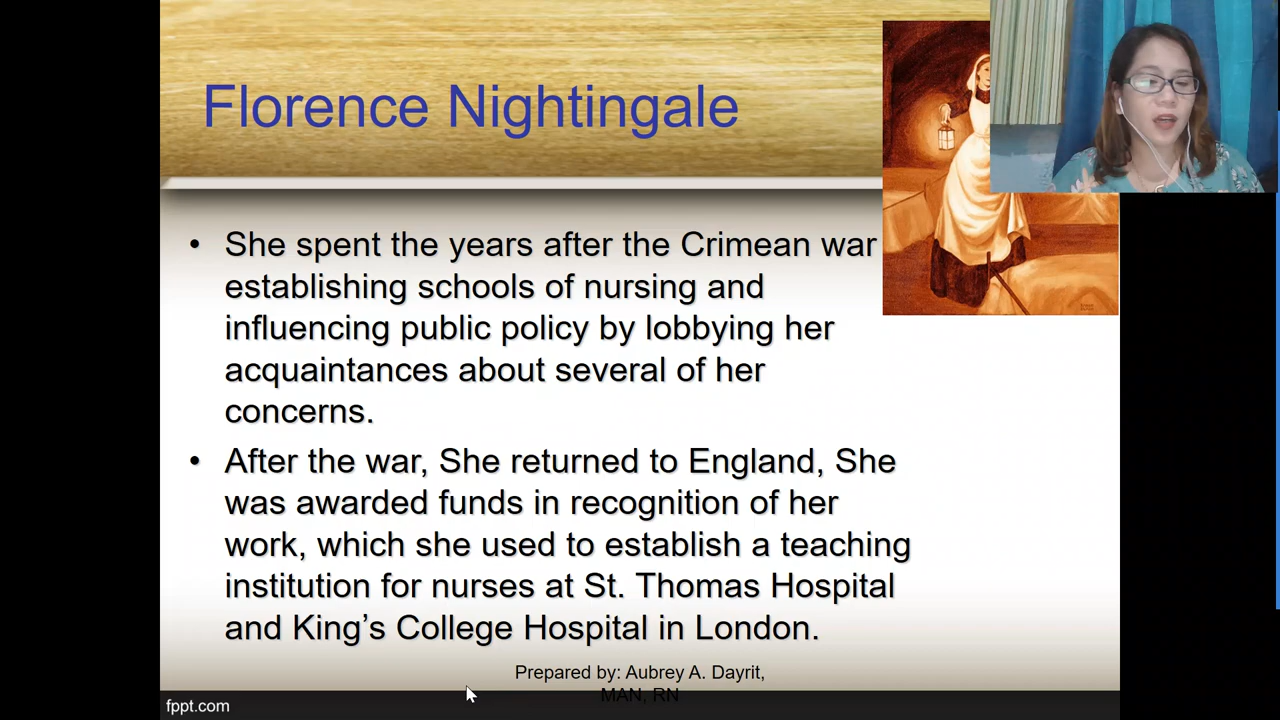 Florence Nightingale
• She spent the years after the Crimean war
establishing schools of nursing and
influencing public policy by lobbying her
acquaintances about several of her
concerns.
• After the war, She returned to England, She
was awarded funds in recognition of her
work, which she used to establish a teaching
institution for nurses at St. Thomas Hospital
and King’s College Hospital in London.
Prepared by: Aubrey A. Dayrit,
MAN, RN
fppt.com